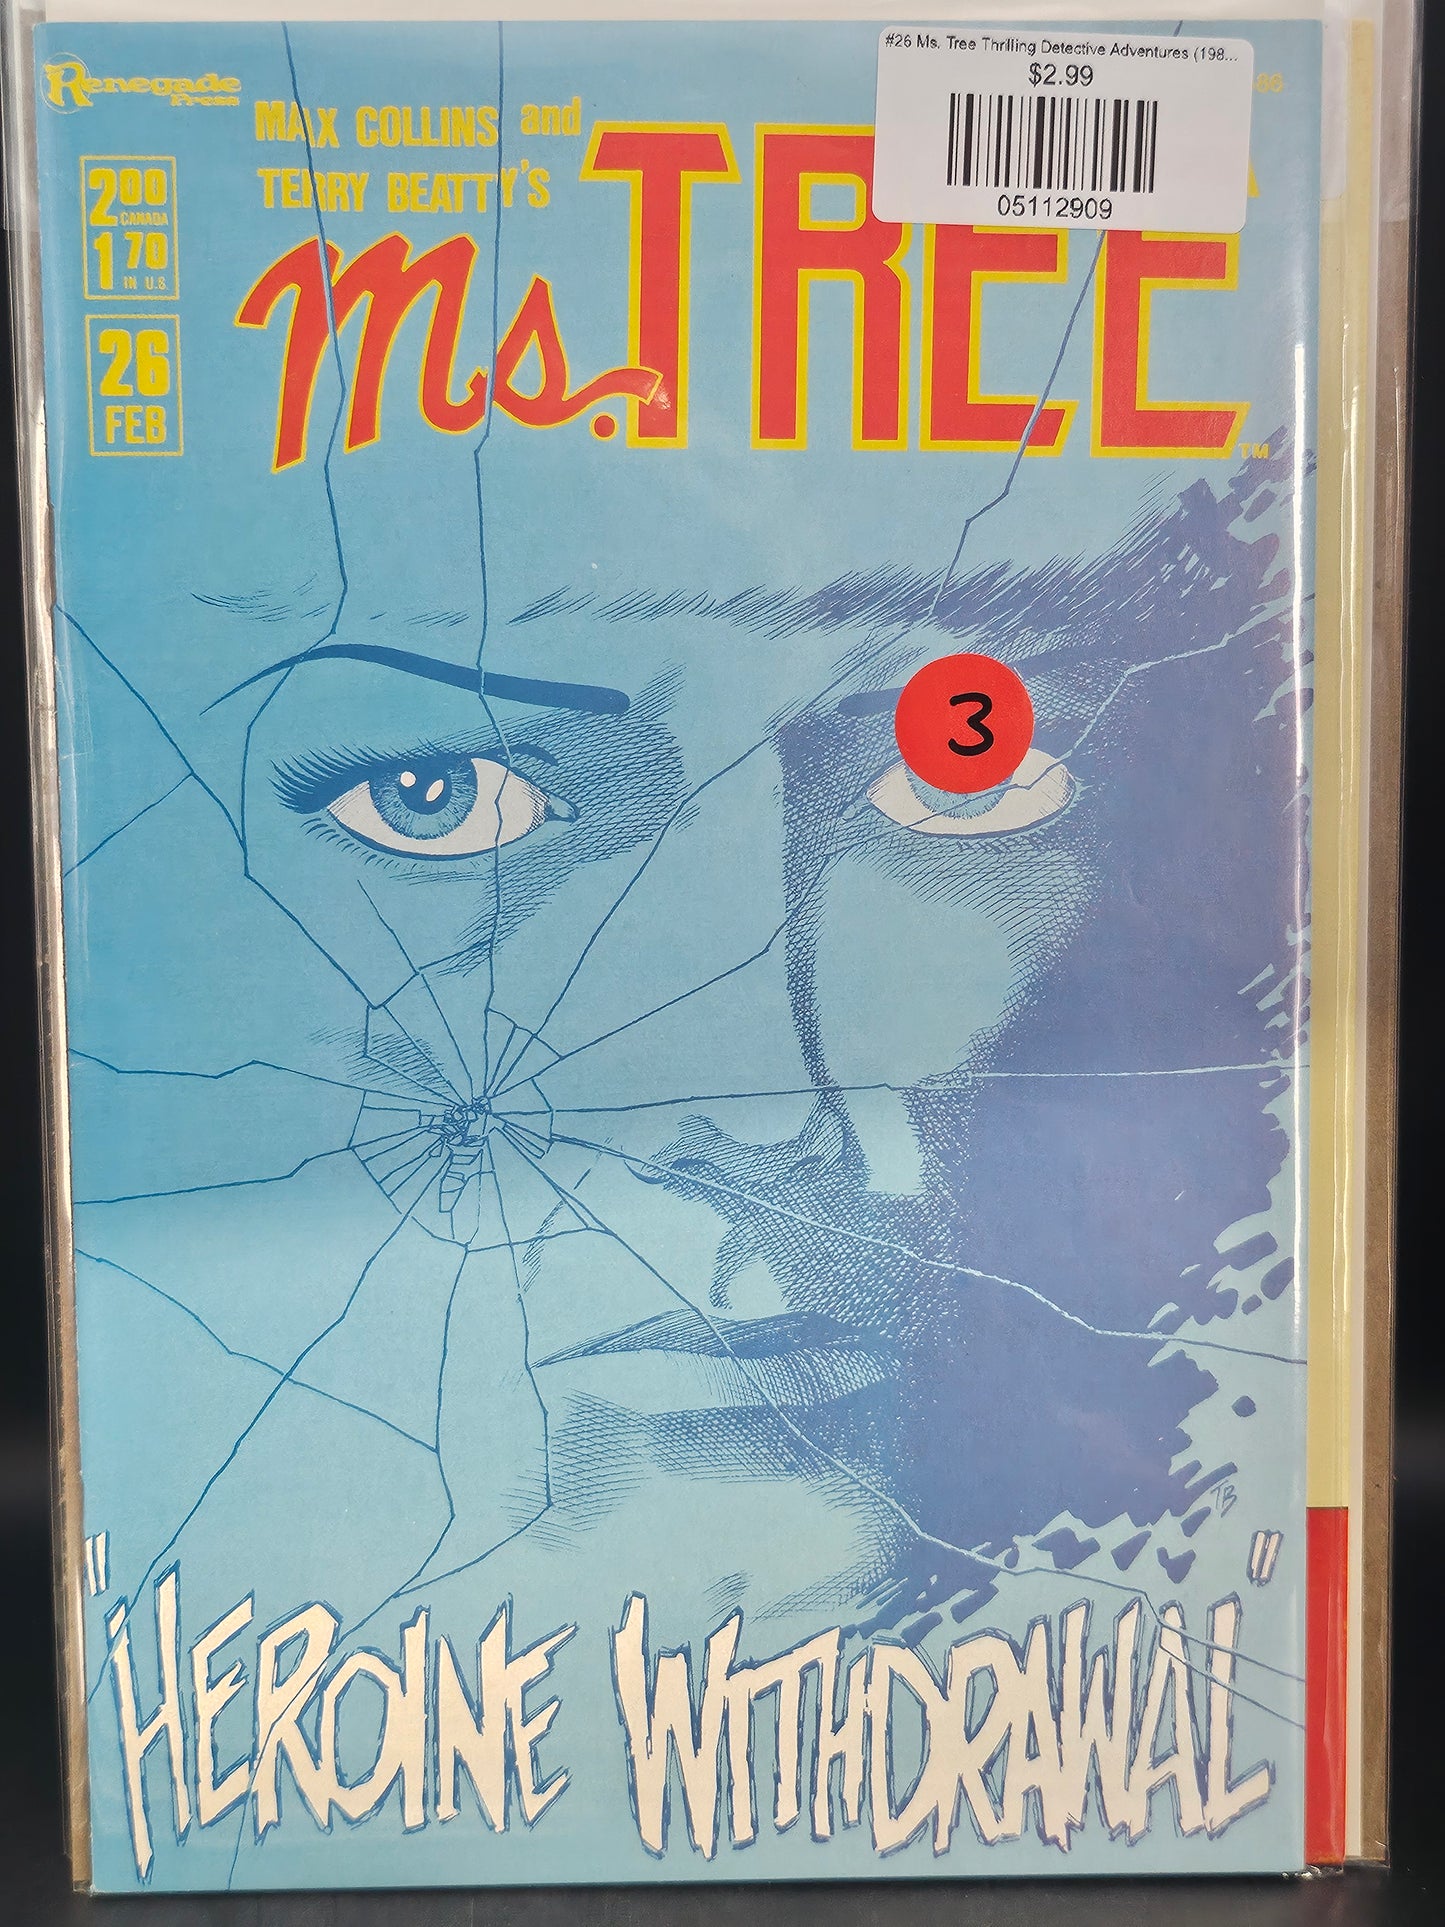 #26 Ms. Tree Thrilling Detective Adventures (198...
$2.99
05112909
Renegade
Press
MAX COLLINS and
TERRY BEATTY'S
Ms. TREE
TM
2.00
CANADA
1.70
IN U.S.
26
FEB
3
TB
"HEROINE WITHDRAWAL"